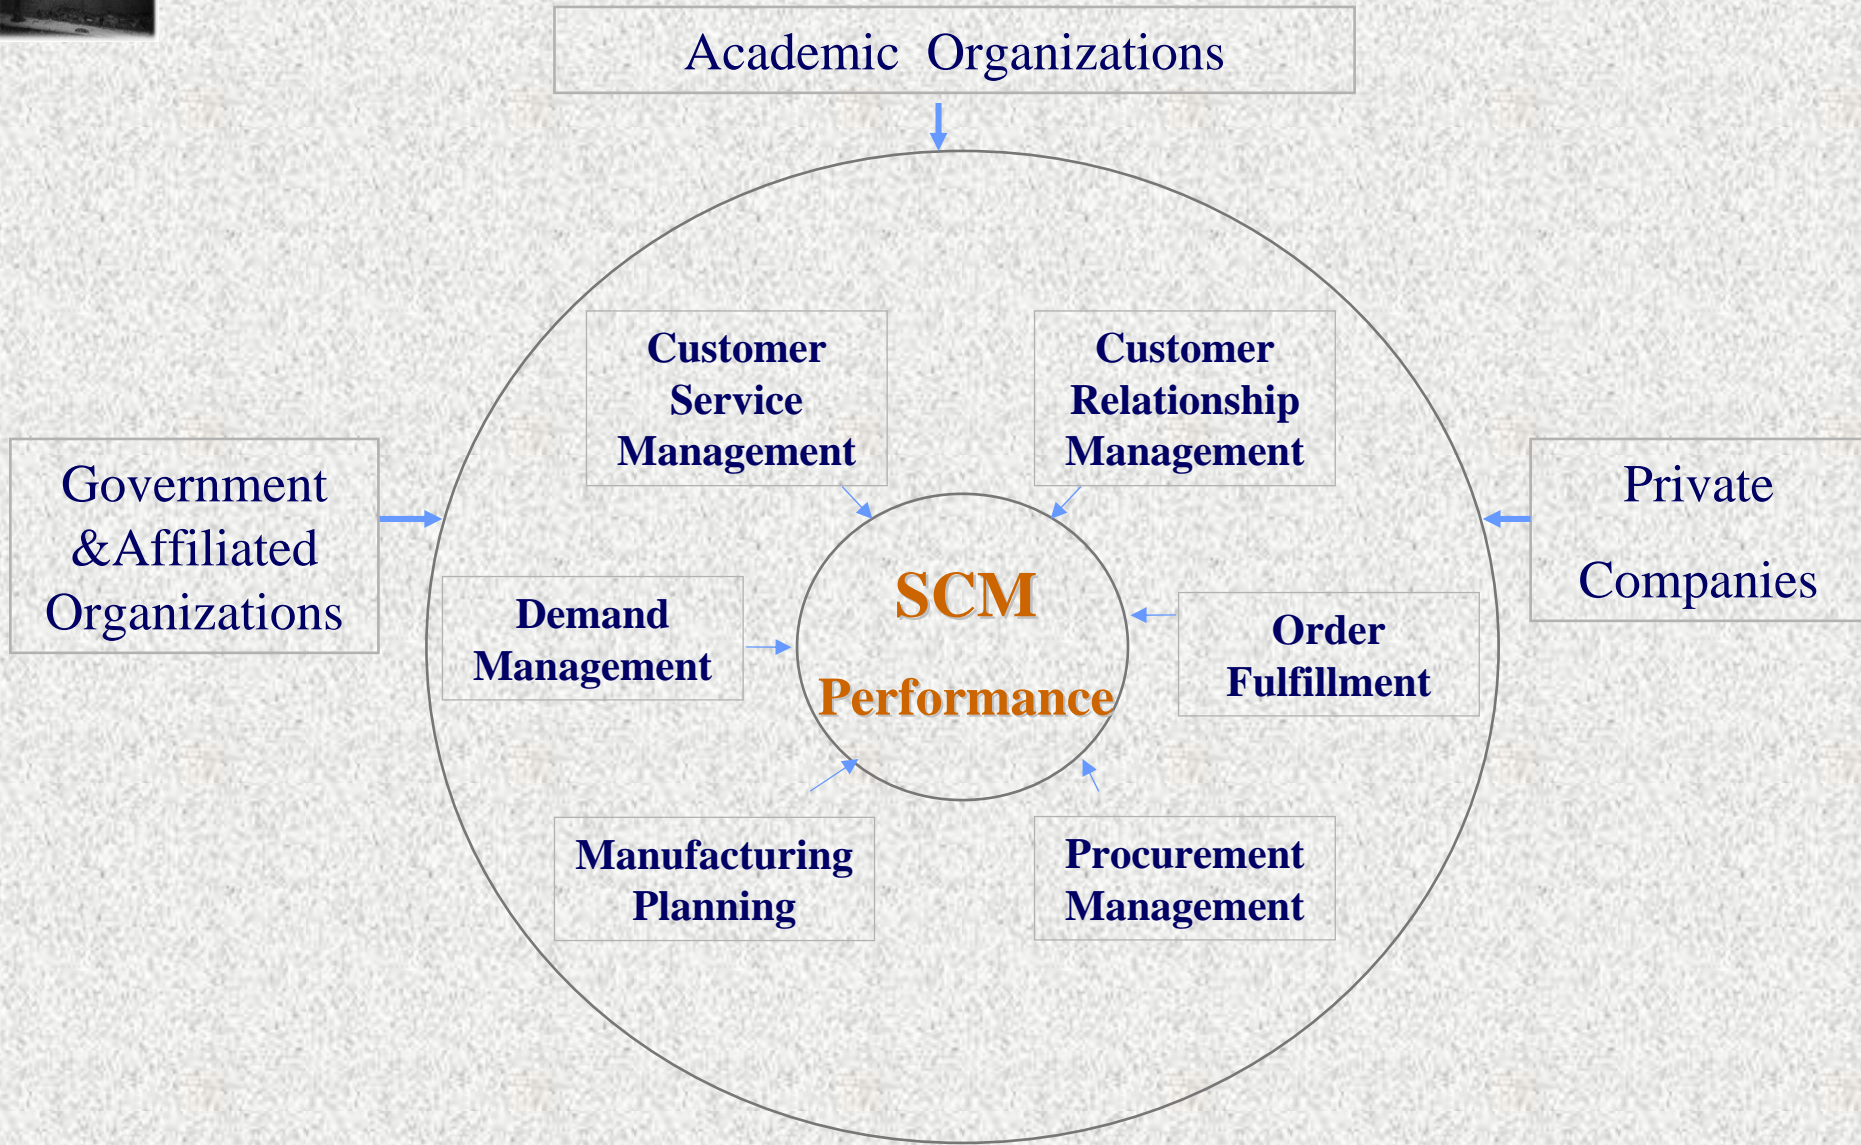 Academic Organizations
Customer
Service
Management
Customer
Relationship
Management
Government
&Affiliated
Organizations
Private
Companies
SCM
Performance
Demand
Management
Order
Fulfillment
Manufacturing
Planning
Procurement
Management